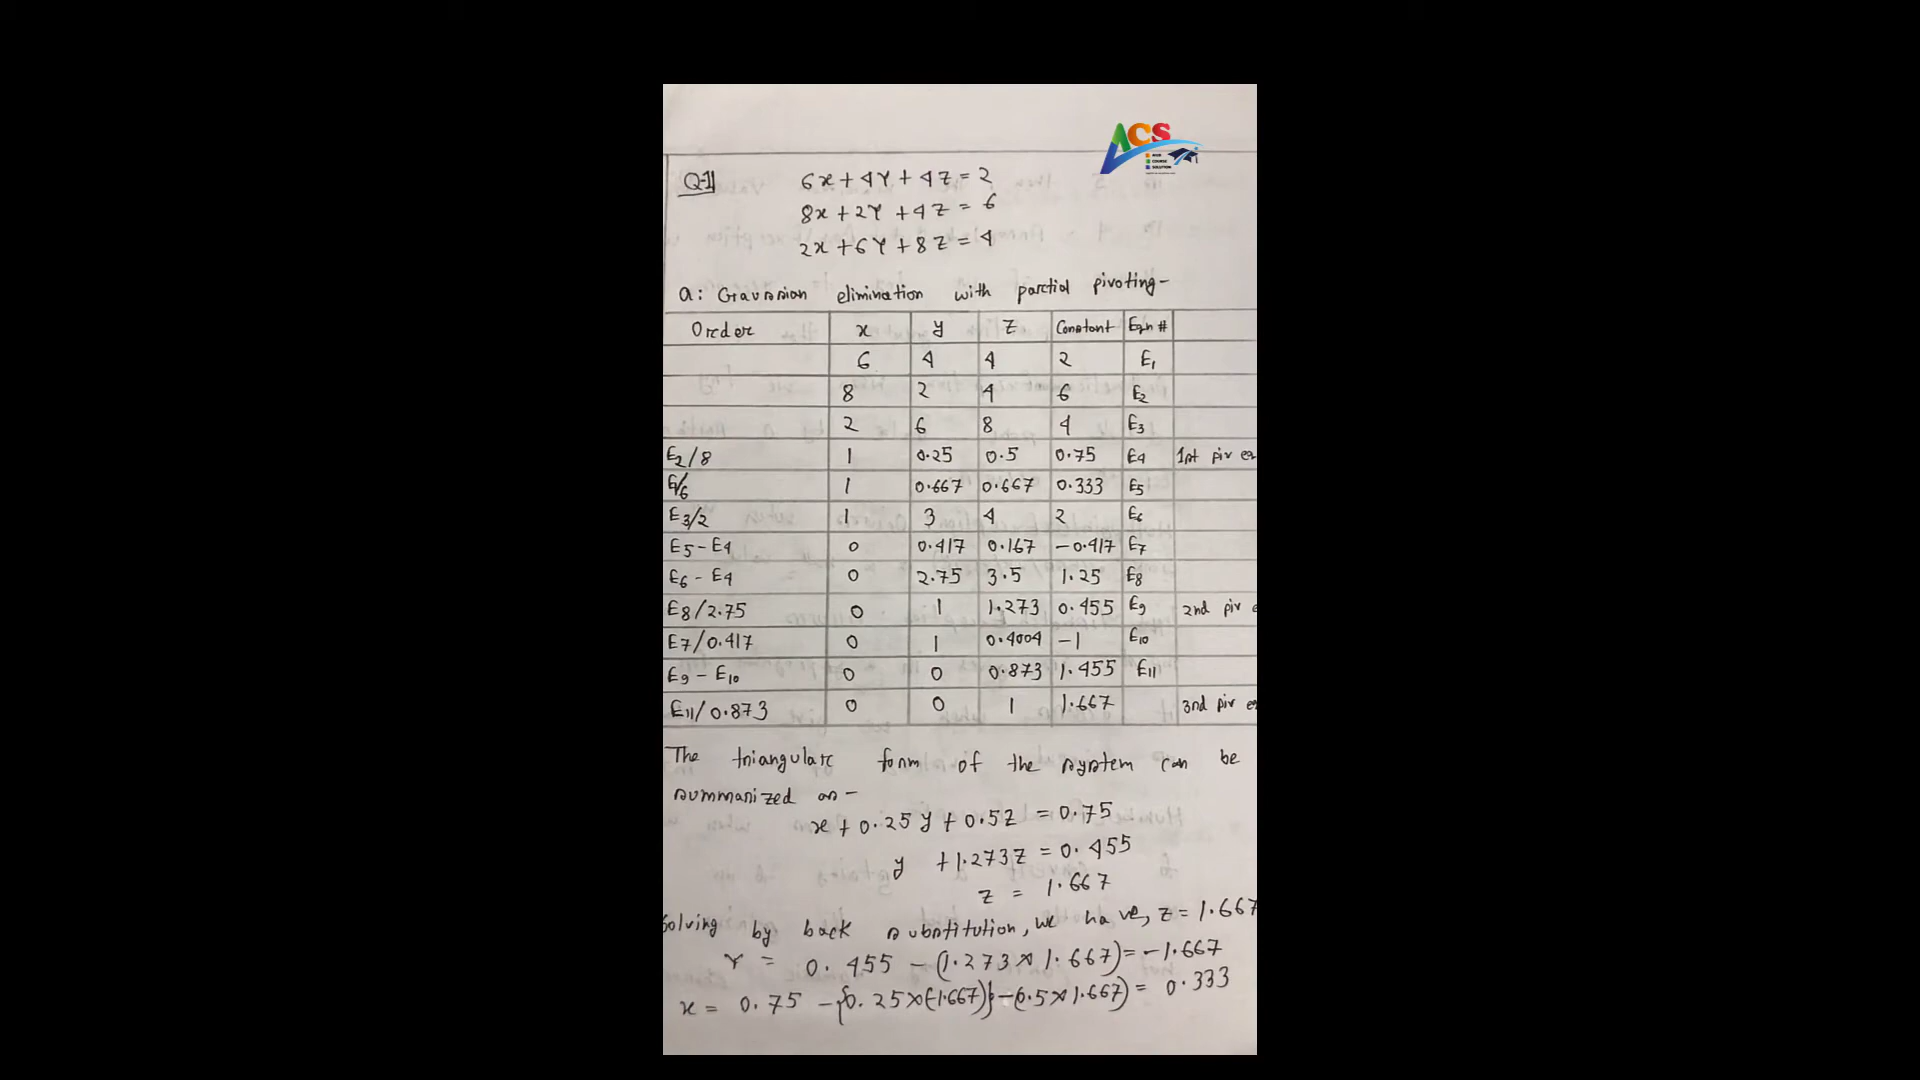 ACS
Q-11
6x + 4Y + 4Z = 2
8x + 2Y + 4Z = 6
2x + 6Y + 8Z = 4
a: Gaussian elimination with partial pivoting-
Order x y Z Constant Eqn #
6 4 4 2 E1
8 2 4 6 E2
2 6 8 4 E3
E2/8 1 0.25 0.5 0.75 E4 1st piv eq
E1/6 1 0.667 0.667 0.333 E5
E3/2 1 3 4 2 E6
E5-E4 0 0.417 0.167 -0.417 E7
E6-E4 0 2.75 3.5 1.25 E8
E8/2.75 0 1 1.273 0.455 E9 2nd piv e
E7/0.417 0 1 0.4004 -1 E10
E9-E10 0 0 0.873 1.455 E11
E11/0.873 0 0 1 1.667 3nd piv eq
The triangular form of the system can be
summarized as-
x + 0.25y + 0.5z = 0.75
y + 1.273z = 0.455
z = 1.667
Solving by back substitution, we have, z = 1.667
Y = 0.455 - (1.273 × 1.667) = -1.667
x = 0.75 - {0.25×(-1.667)} - (0.5×1.667) = 0.333